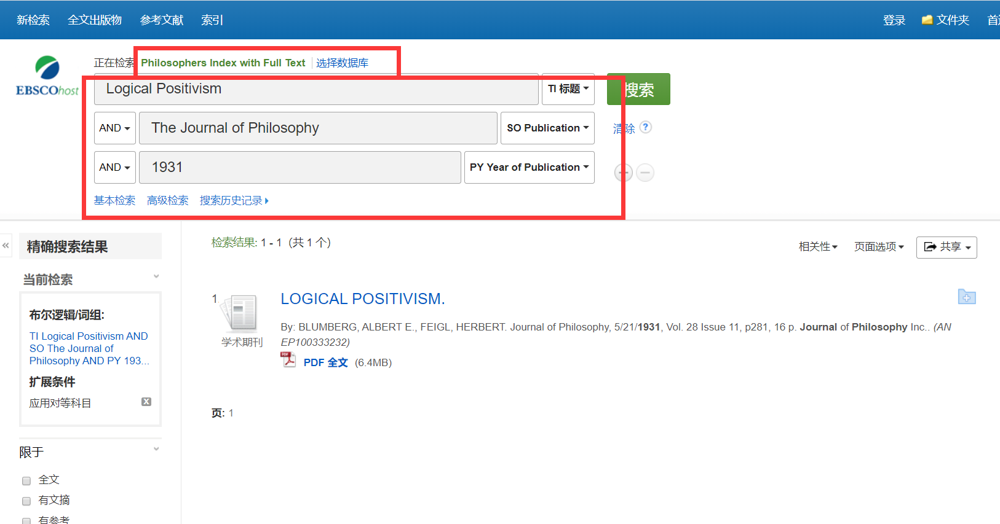 新检索 全文出版物 参考文献 索引 登录 文件夹
正在检索 Philosophers Index with Full Text 选择数据库
EBSCOhost
Logical Positivism TI 标题 搜索
AND The Journal of Philosophy SO Publication 清除 ?
AND 1931 PY Year of Publication
基本检索 高级检索 搜索历史记录
精确搜索结果
检索结果: 1 - 1 (共 1 个)
相关性 页面选项 共享
当前检索
布尔逻辑/词组:
TI Logical Positivism AND
SO The Journal of
Philosophy AND PY 193...
扩展条件
应用对等科目
限于
全文
有文摘
有参考
1.
学术期刊
LOGICAL POSITIVISM.
By: BLUMBERG, ALBERT E., FEIGL, HERBERT. Journal of Philosophy, 5/21/1931, Vol. 28 Issue 11, p281, 16 p. Journal of Philosophy Inc.. (AN
EP100333232)
PDF 全文 (6.4MB)
页: 1